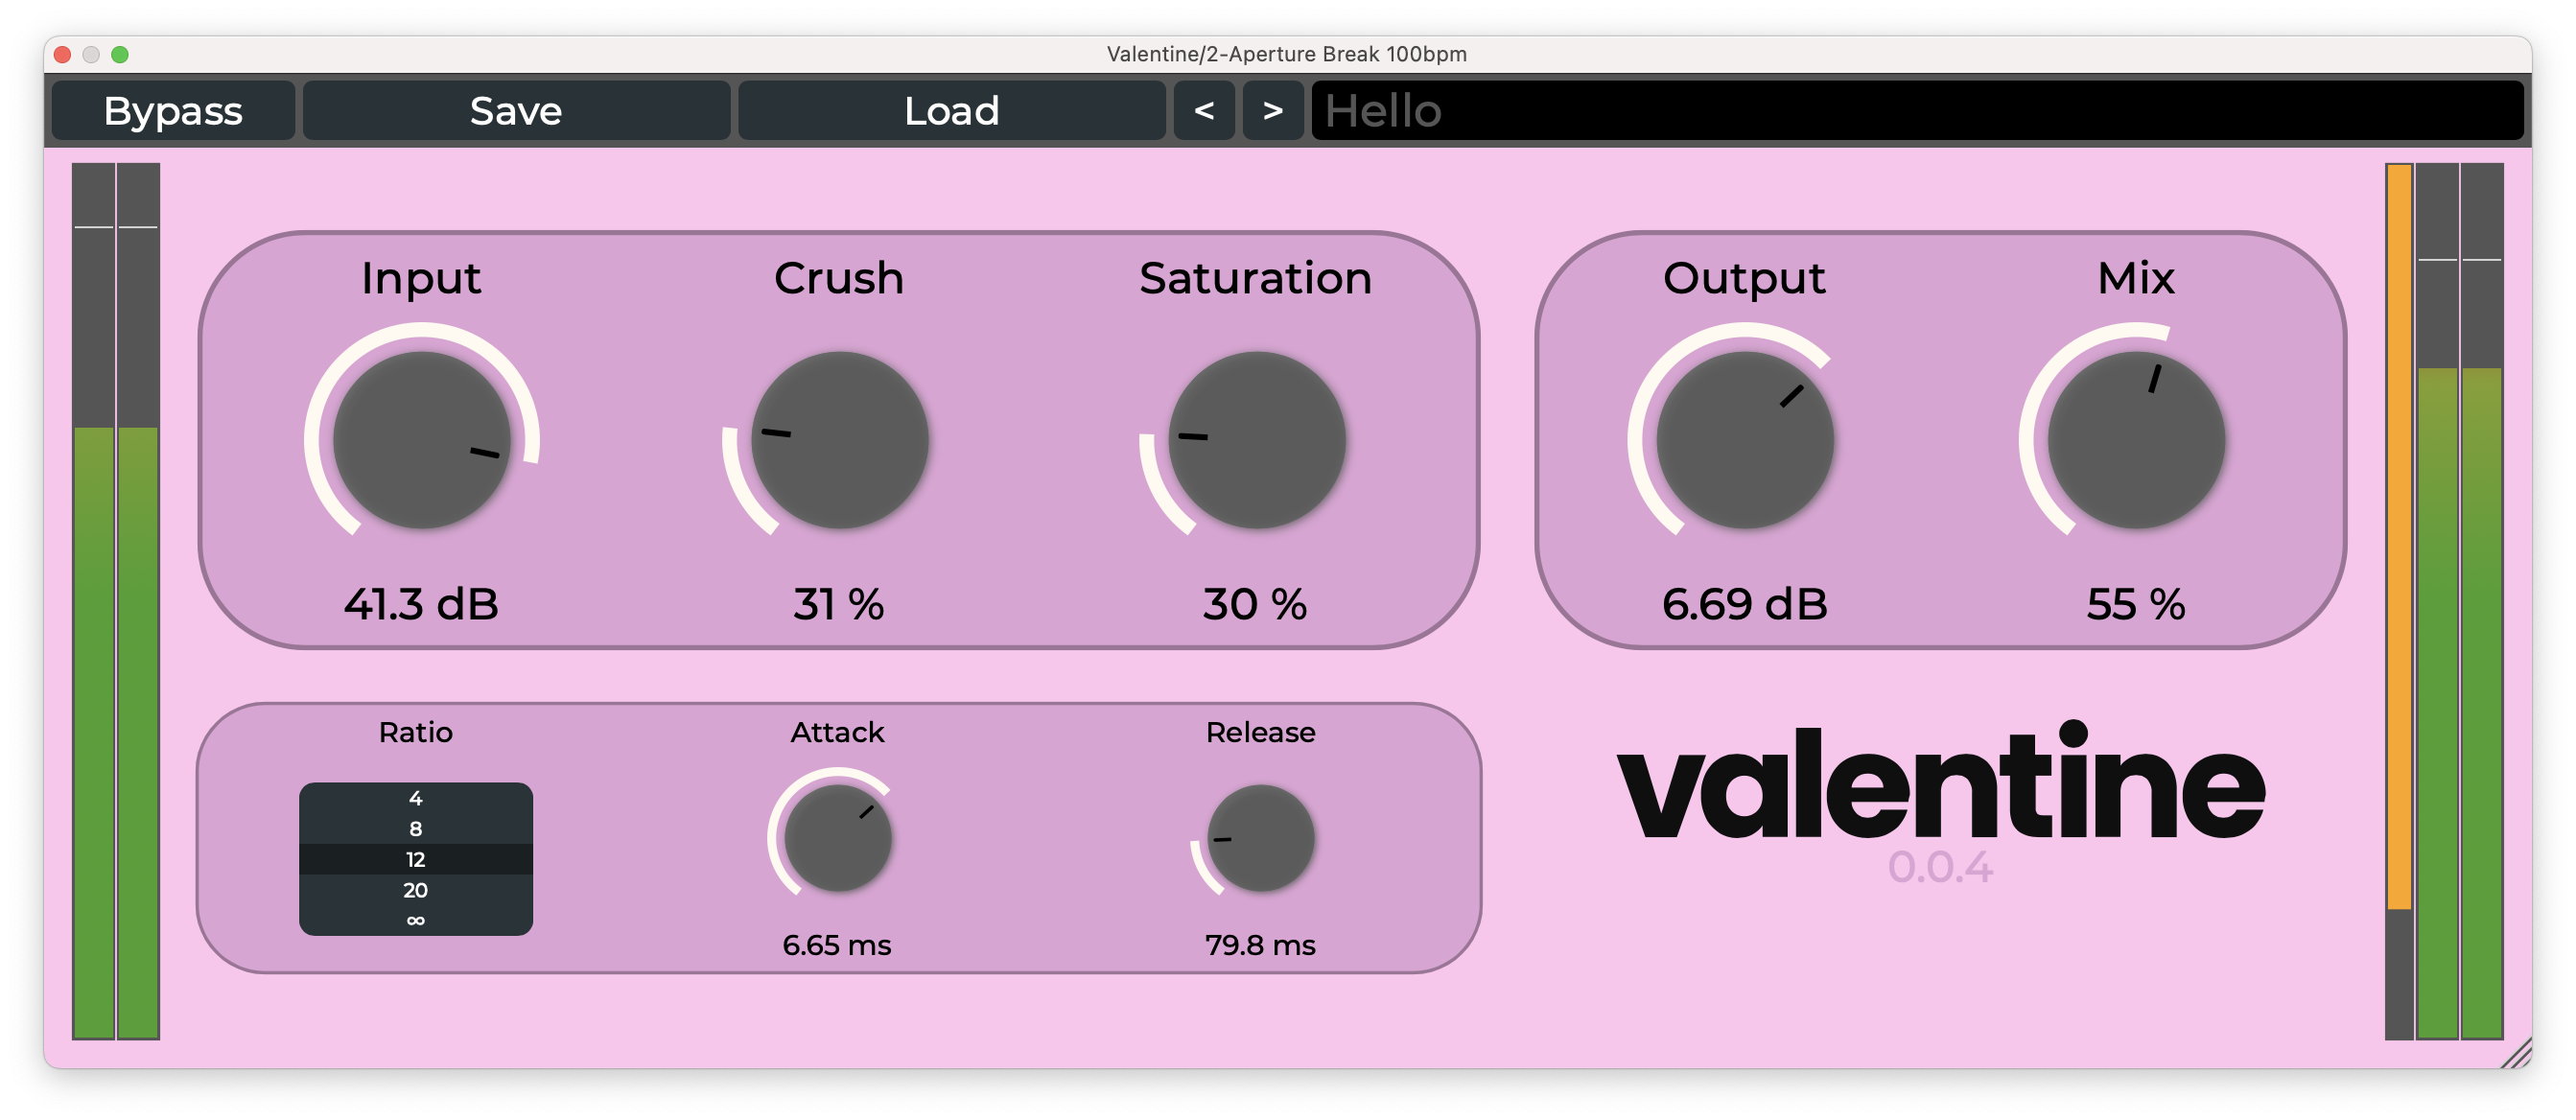 Valentine/2-Aperture Break 100bpm
Bypass Save Load < > Hello
Input Crush Saturation Output Mix
41.3 dB 31 % 30 % 6.69 dB 55 %
Ratio Attack Release
4
8
12
20
∞
6.65 ms 79.8 ms
valentine
0.0.4